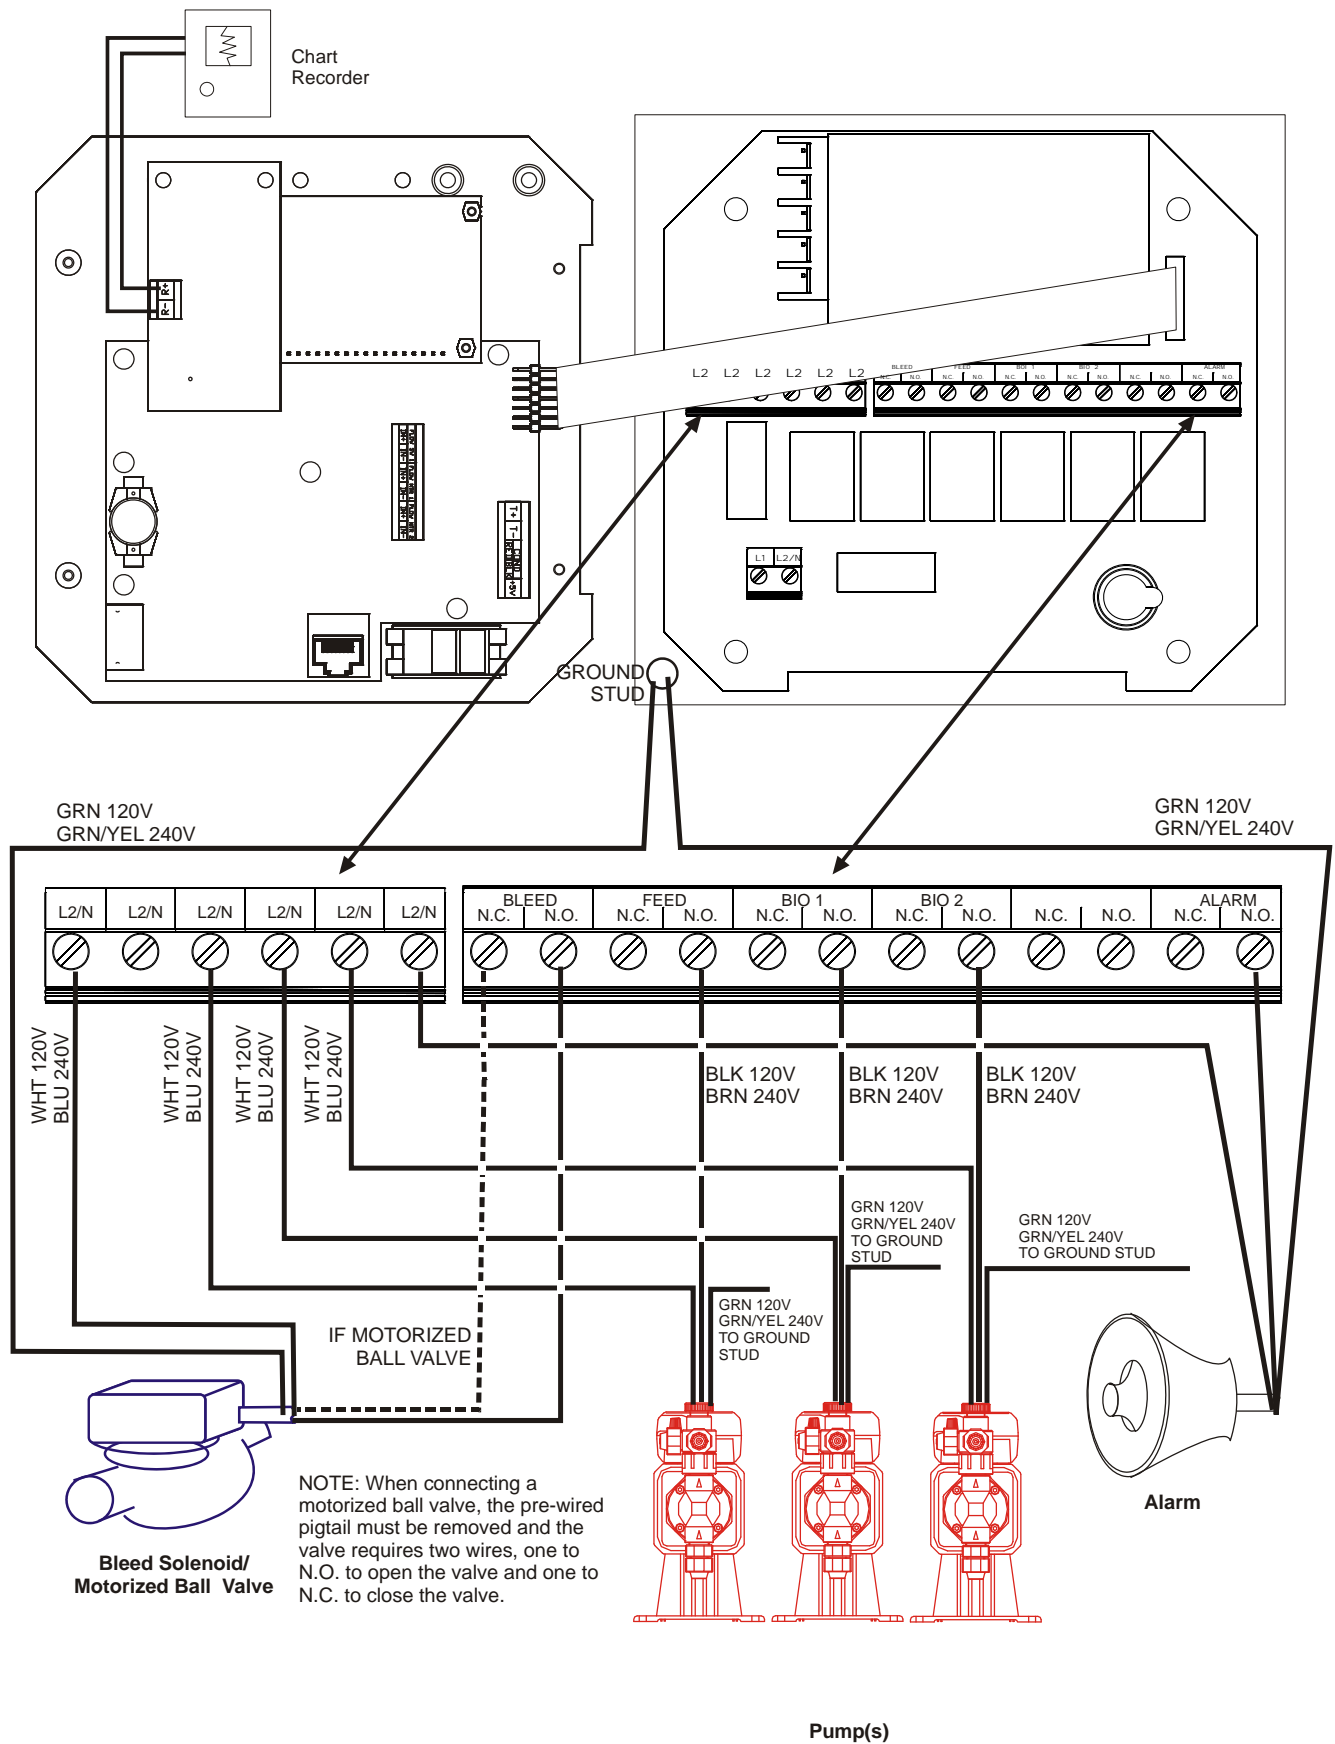 Chart
Recorder
R+
R-
L2 L2 L2 L2 L2 L2
BLEED FEED BIO 1 BIO 2 ALARM
N.C. N.O. N.C. N.O. N.C. N.O. N.C. N.O. N.C. N.O. N.C. N.O.
T+
T-
+5V
L1 L2/N
GROUND
STUD
GRN 120V
GRN/YEL 240V
GRN 120V
GRN/YEL 240V
L2/N L2/N L2/N L2/N L2/N L2/N
BLEED FEED BIO 1 BIO 2 ALARM
N.C. N.O. N.C. N.O. N.C. N.O. N.C. N.O. N.C. N.O. N.C. N.O.
WHT 120V
BLU 240V
WHT 120V
BLU 240V
WHT 120V
BLU 240V
WHT 120V
BLU 240V
BLK 120V
BRN 240V
BLK 120V
BRN 240V
BLK 120V
BRN 240V
GRN 120V
GRN/YEL 240V
TO GROUND
STUD
GRN 120V
GRN/YEL 240V
TO GROUND STUD
GRN 120V
GRN/YEL 240V
TO GROUND
STUD
IF MOTORIZED
BALL VALVE
NOTE: When connecting a
motorized ball valve, the pre-wired
pigtail must be removed and the
valve requires two wires, one to
N.O. to open the valve and one to
N.C. to close the valve.
Bleed Solenoid/
Motorized Ball Valve
Alarm
Pump(s)